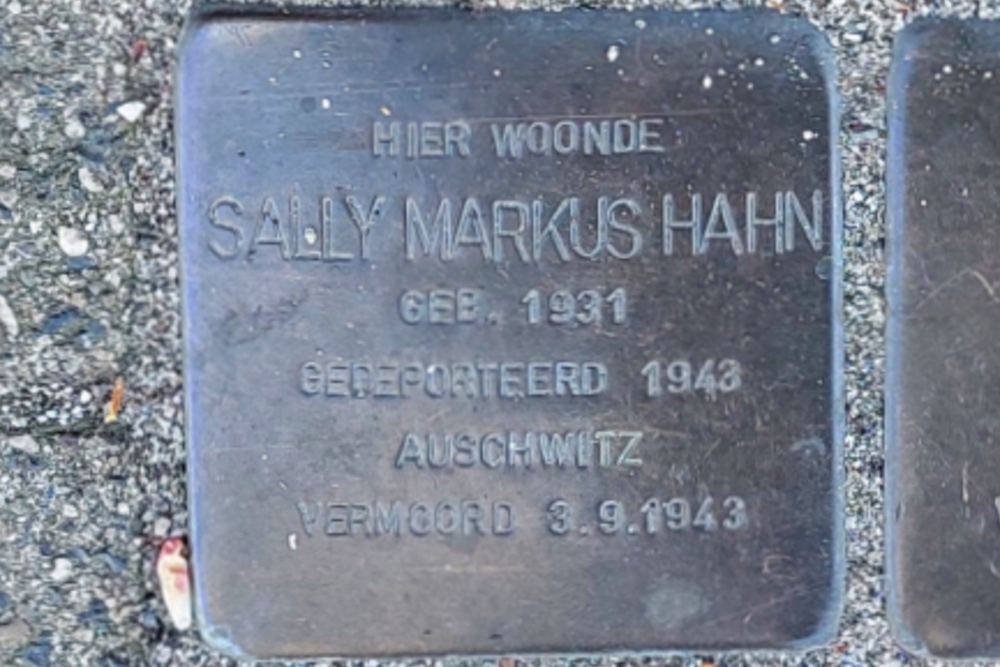 HIER WOONDE
SALLY MARKUS HAHN
GEB. 1931
GEDEPORTEERD 1943
AUSCHWITZ
VERMOORD 3.9.1943